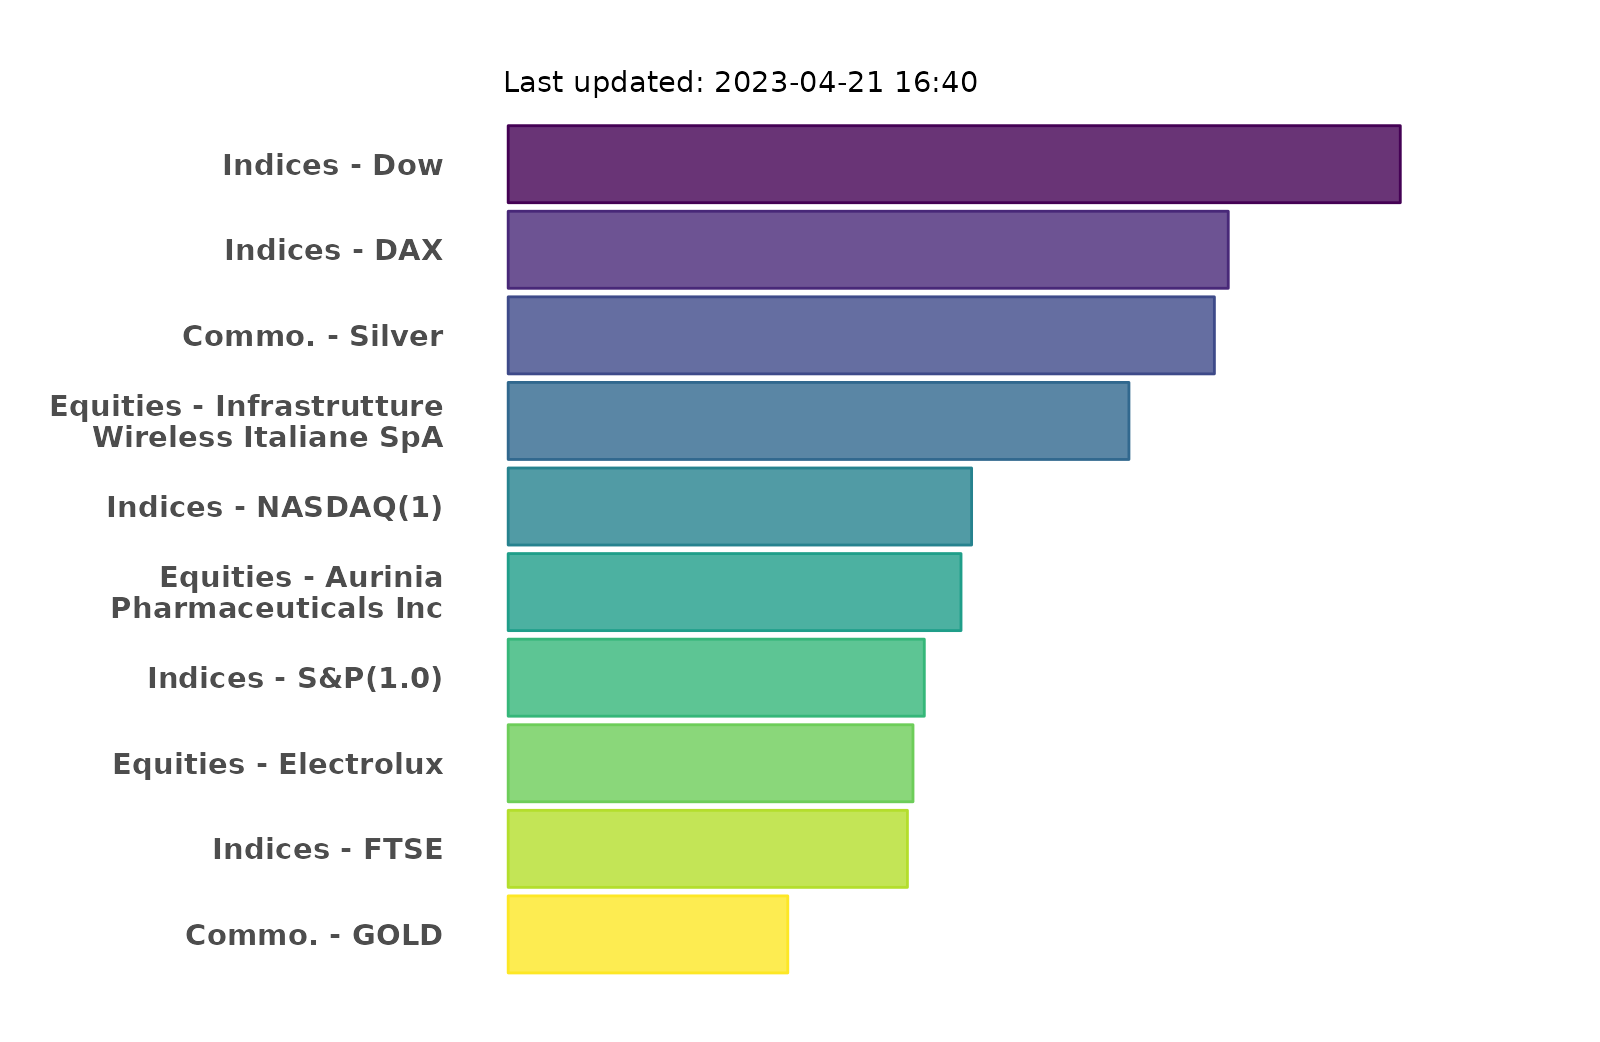 Last updated: 2023-04-21 16:40
Indices - Dow
Indices - DAX
Commo. - Silver
Equities - Infrastrutture
Wireless Italiane SpA
Indices - NASDAQ(1)
Equities - Aurinia
Pharmaceuticals Inc
Indices - S&P(1.0)
Equities - Electrolux
Indices - FTSE
Commo. - GOLD